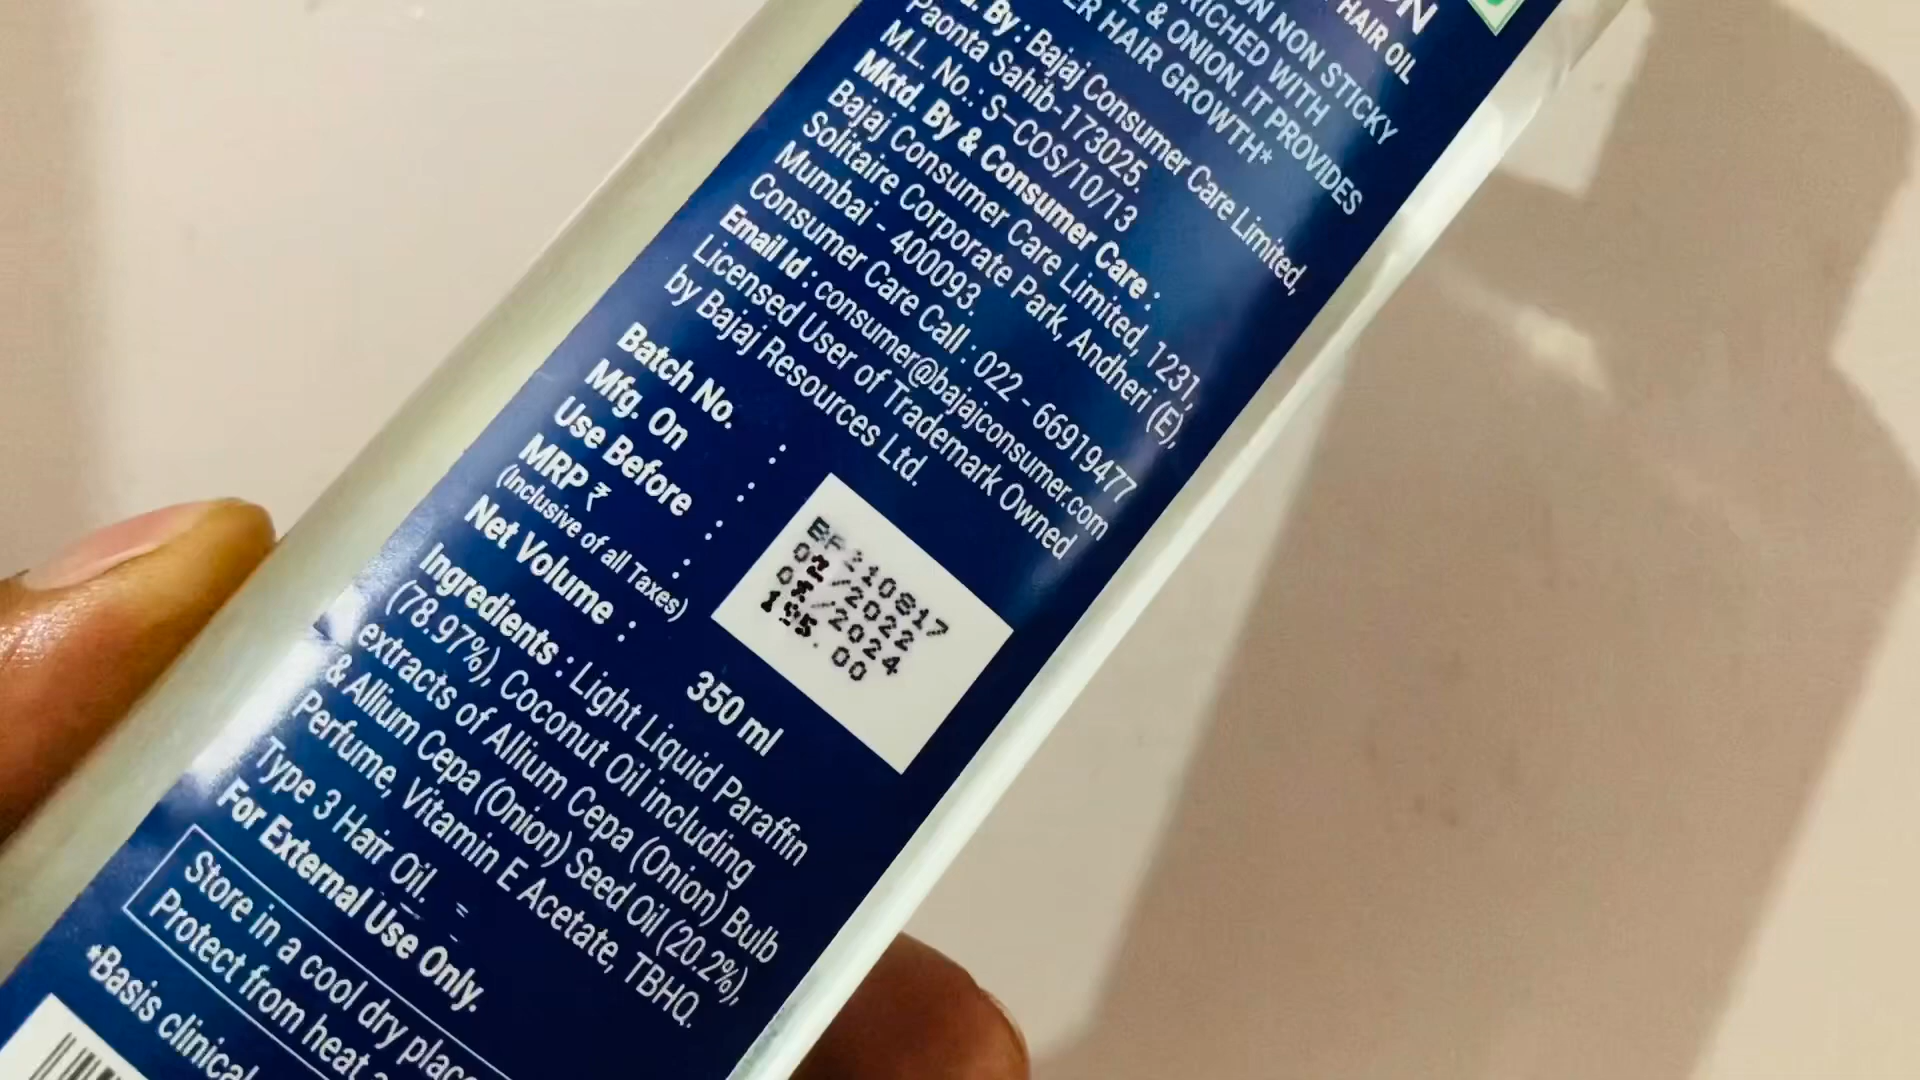 ON
HAIR OIL
ON NON STICKY
RICHED WITH
L & ONION. IT PROVIDES
ER HAIR GROWTH*
By : Bajaj Consumer Care Limited,
Paonta Sahib-173025.
M.L. No.: S-COS/10/13
Mktd. By & Consumer Care :
Bajaj Consumer Care Limited, 1231,
Solitaire Corporate Park, Andheri (E),
Mumbai - 400093.
Consumer Care Call : 022 - 66919477
Email Id : consumer@bajajconsumer.com
Licensed User of Trademark Owned
by Bajaj Resources Ltd.
Batch No. :
Mfg. On : /2022
Use Before : /2024
MRP ₹ : 195.00
(Inclusive of all Taxes)
Net Volume : 350 ml
Ingredients : Light Liquid Paraffin
(78.97%), Coconut Oil including
extracts of Allium Cepa (Onion) Bulb
& Allium Cepa (Onion) Seed Oil (20.2%),
Perfume, Vitamin E Acetate, TBHQ.
Type 3 Hair Oil.
For External Use Only.
Store in a cool dry place
Protect from heat
*Basis clinical